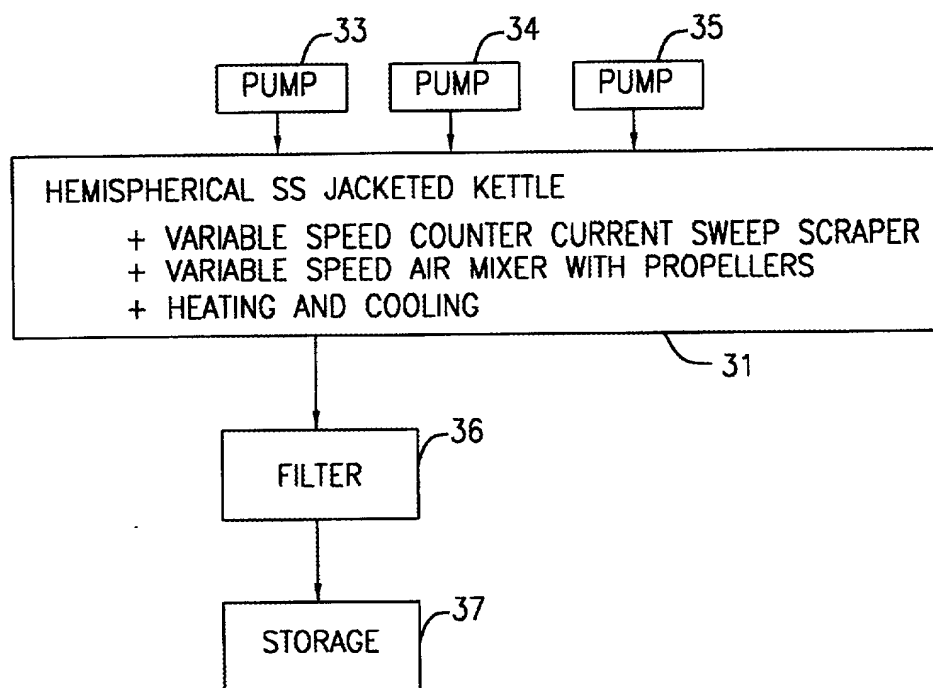 33 34 35
PUMP PUMP PUMP
HEMISPHERICAL SS JACKETED KETTLE
+ VARIABLE SPEED COUNTER CURRENT SWEEP SCRAPER
+ VARIABLE SPEED AIR MIXER WITH PROPELLERS
+ HEATING AND COOLING
31
36
FILTER
37
STORAGE